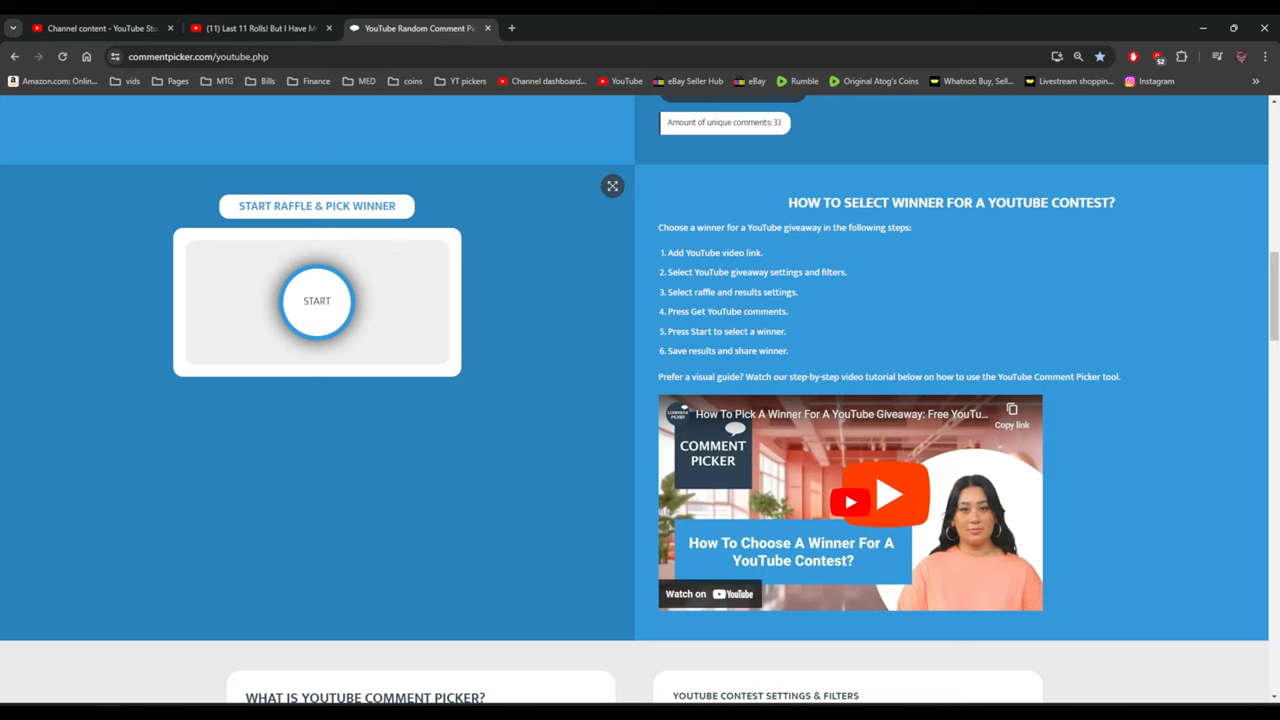 Channel content - YouTube Stu
(11) Last 11 Rolls! But I Have M
YouTube Random Comment Pi
commentpicker.com/youtube.php
52
Amazon.com: Onlin...
vids
Pages
MTG
Bills
Finance
MED
coins
YT pickers
Channel dashboard...
YouTube
eBay Seller Hub
eBay
Rumble
Original Atog's Coins
Whatnot: Buy, Sell,...
Livestream shoppin...
Instagram
Amount of unique comments: 33
START RAFFLE & PICK WINNER
START
HOW TO SELECT WINNER FOR A YOUTUBE CONTEST?
Choose a winner for a YouTube giveaway in the following steps:
1. Add YouTube video link.
2. Select YouTube giveaway settings and filters.
3. Select raffle and results settings.
4. Press Get YouTube comments.
5. Press Start to select a winner.
6. Save results and share winner.
Prefer a visual guide? Watch our step-by-step video tutorial below on how to use the YouTube Comment Picker tool.
How To Pick A Winner For A YouTube Giveaway: Free YouTu...
Copy link
COMMENT
PICKER
How To Choose A Winner For A
YouTube Contest?
Watch on YouTube
WHAT IS YOUTUBE COMMENT PICKER?
YOUTUBE CONTEST SETTINGS & FILTERS